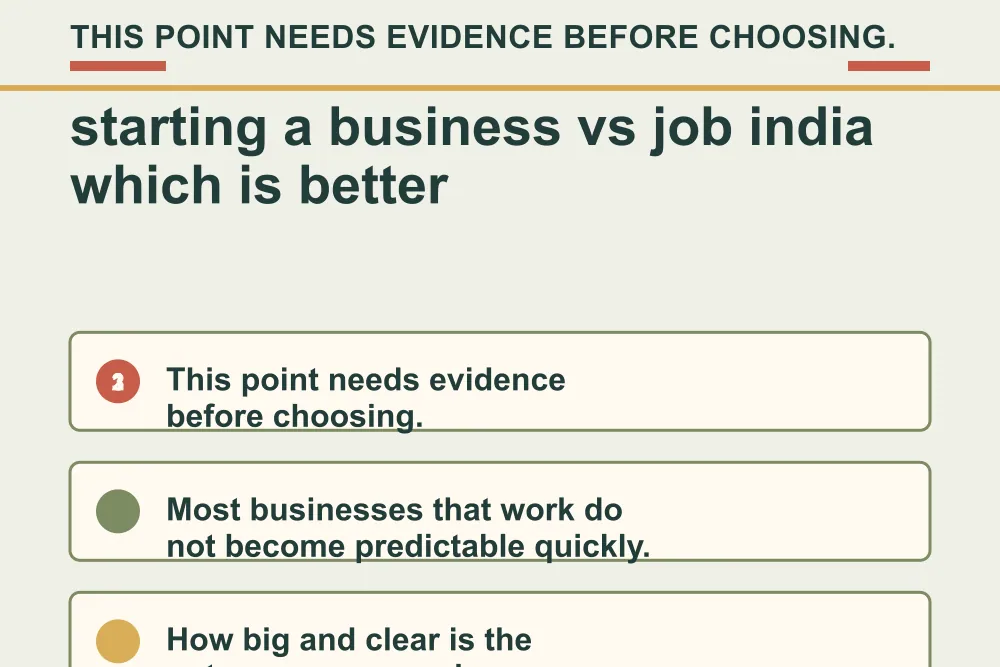 THIS POINT NEEDS EVIDENCE BEFORE CHOOSING.
starting a business vs job india
which is better
This point needs evidence
before choosing.
Most businesses that work do
not become predictable quickly.
How big and clear is the